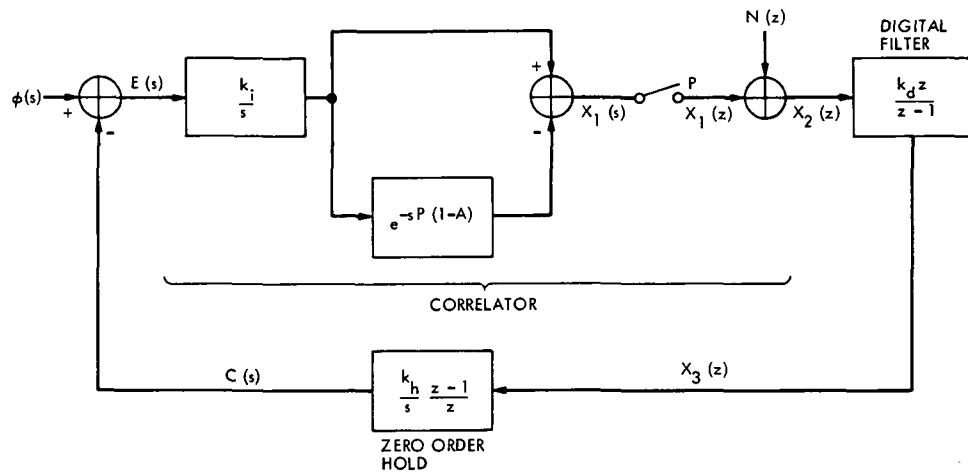 N (z)
DIGITAL
FILTER
ϕ(s)
+
-
E (s)
k_i
s
+
-
X_1 (s)
P
X_1 (z)
X_2 (z)
k_d z
z - 1
e^{-sP (1-A)}
CORRELATOR
C (s)
k_h z - 1
s z
X_3 (z)
ZERO ORDER
HOLD